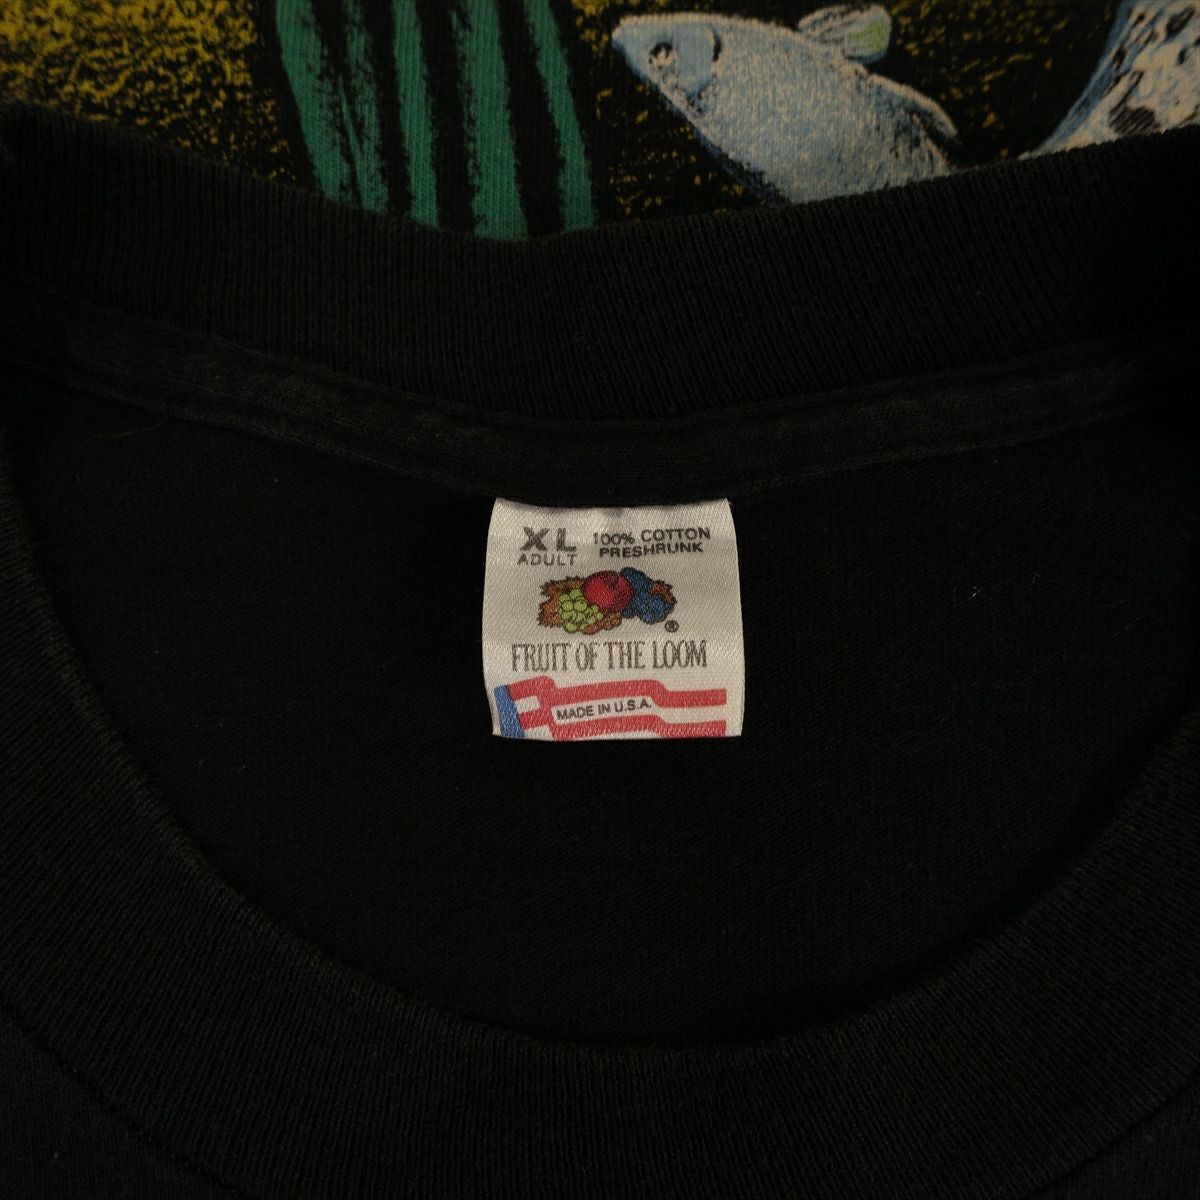 XL 100% COTTON
ADULT PRESHRUNK
®
FRUIT OF THE LOOM
MADE IN U.S.A.